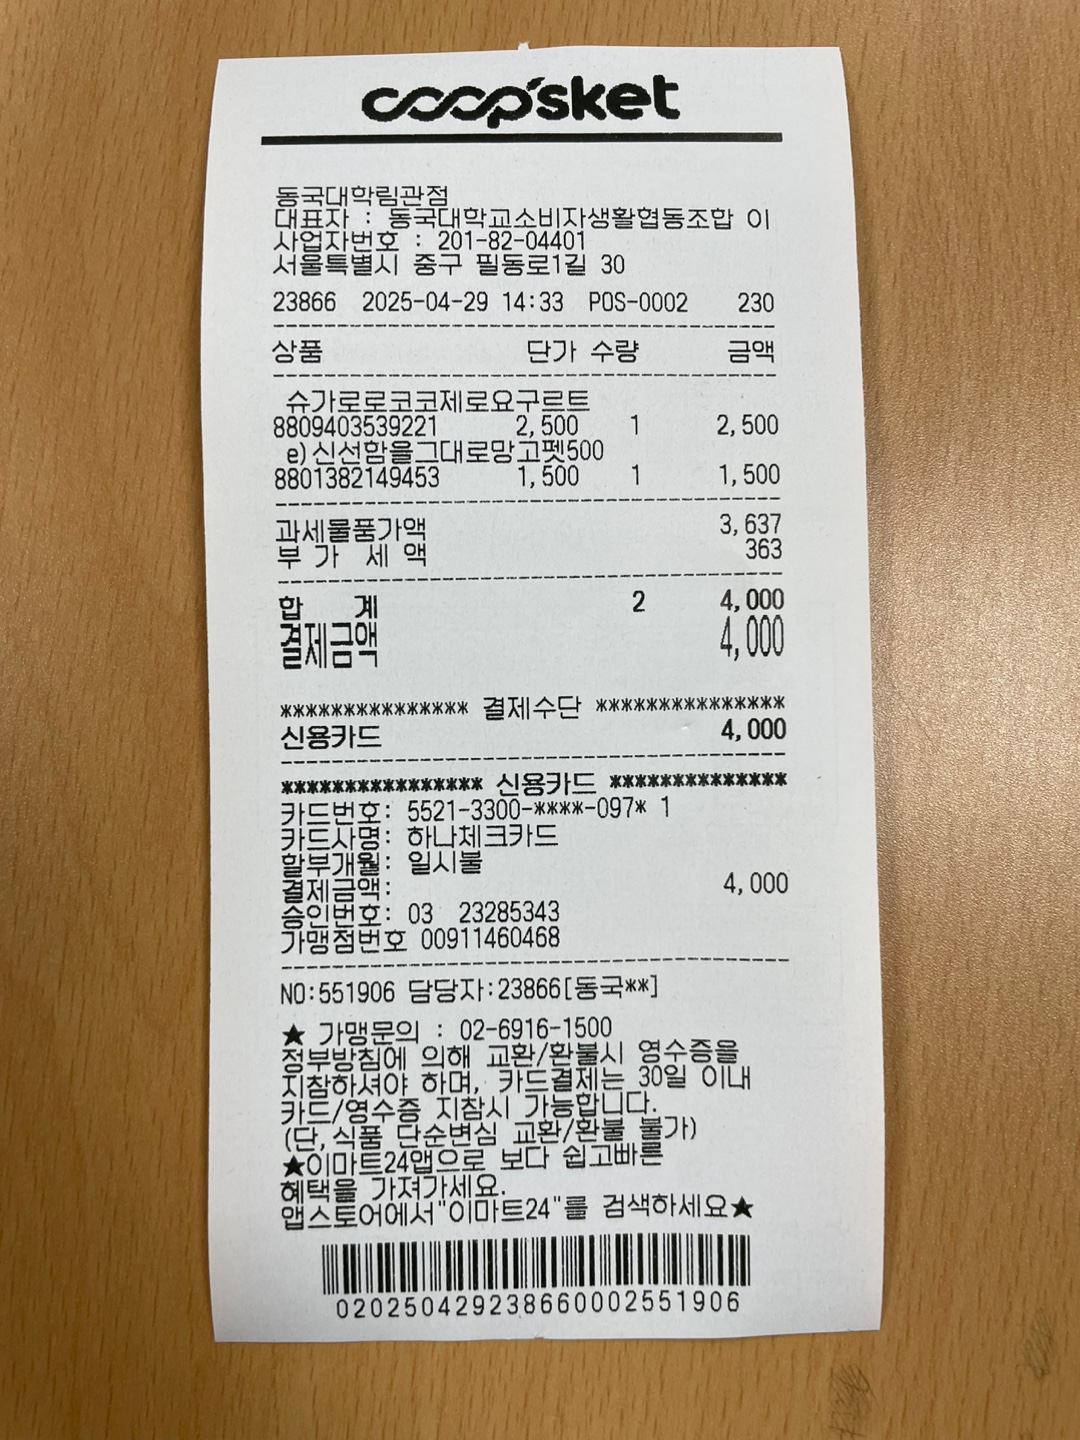 coop'sket
동국대학림관점
대표자 : 동국대학교소비자생활협동조합 이
사업자번호 : 201-82-04401
서울특별시 중구 필동로1길 30
23866 2025-04-29 14:33 POS-0002 230
상품 단가 수량 금액
슈가로로코코제로요구르트
8809403539221 2,500 1 2,500
e)신선함을그대로망고펫500
8801382149453 1,500 1 1,500
과세물품가액 3,637
부 가 세 액 363
합 계 2 4,000
결제금액 4,000
*************** 결제수단 ***************
신용카드 4,000
**************** 신용카드 **************
카드번호: 5521-3300-****-097* 1
카드사명: 하나체크카드
할부개월: 일시불
결제금액: 4,000
승인번호: 03 23285343
가맹점번호 00911460468
NO:551906 담당자:23866[동국**]
★ 가맹문의 : 02-6916-1500
정부방침에 의해 교환/환불시 영수증을
지참하셔야 하며, 카드결제는 30일 이내
카드/영수증 지참시 가능합니다.
(단,식품 단순변심 교환/환불 불가)
★이마트24앱으로 보다 쉽고빠른
혜택을 가져가세요.
앱스토어에서"이마트24"를 검색하세요★
020250429238660002551906